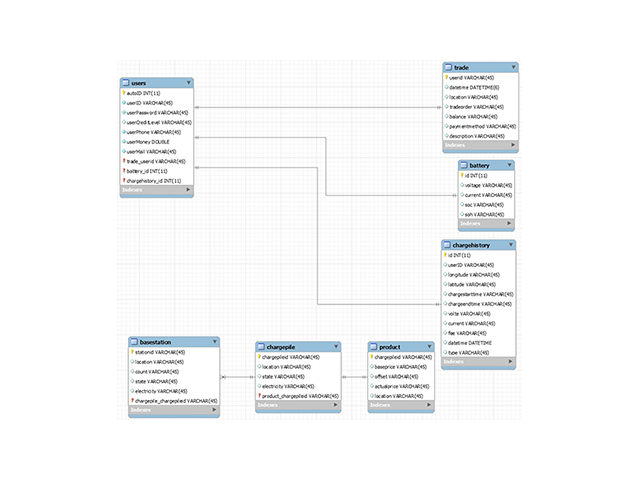 users
autoID INT(11)
userID VARCHAR(45)
userPassword VARCHAR(45)
userCreditLevel VARCHAR(45)
userPhone VARCHAR(45)
userMoney DOUBLE
userMail VARCHAR(45)
trade_userid VARCHAR(45)
battery_id INT(11)
chargehistory_id INT(11)
Indexes
trade
userid VARCHAR(45)
datetime DATETIME(6)
location VARCHAR(45)
tradeorder VARCHAR(45)
balance VARCHAR(45)
paymentmethod VARCHAR(45)
description VARCHAR(45)
Indexes
battery
id INT(11)
voltage VARCHAR(45)
current VARCHAR(45)
soc VARCHAR(45)
soh VARCHAR(45)
Indexes
chargehistory
id INT(11)
userID VARCHAR(45)
longitude VARCHAR(45)
latitude VARCHAR(45)
chargestarttime VARCHAR(45)
chargeendtime VARCHAR(45)
volte VARCHAR(45)
current VARCHAR(45)
fee VARCHAR(45)
datetime DATETIME
type VARCHAR(45)
Indexes
basestation
stationid VARCHAR(45)
location VARCHAR(45)
count VARCHAR(45)
state VARCHAR(45)
electricity VARCHAR(45)
chargepile_chargepileid VARCHAR(45)
Indexes
chargepile
chargepileid VARCHAR(45)
location VARCHAR(45)
state VARCHAR(45)
electricity VARCHAR(45)
product_chargepileid VARCHAR(45)
Indexes
product
chargepileid VARCHAR(45)
baseprice VARCHAR(45)
offset VARCHAR(45)
actualprice VARCHAR(45)
location VARCHAR(45)
Indexes